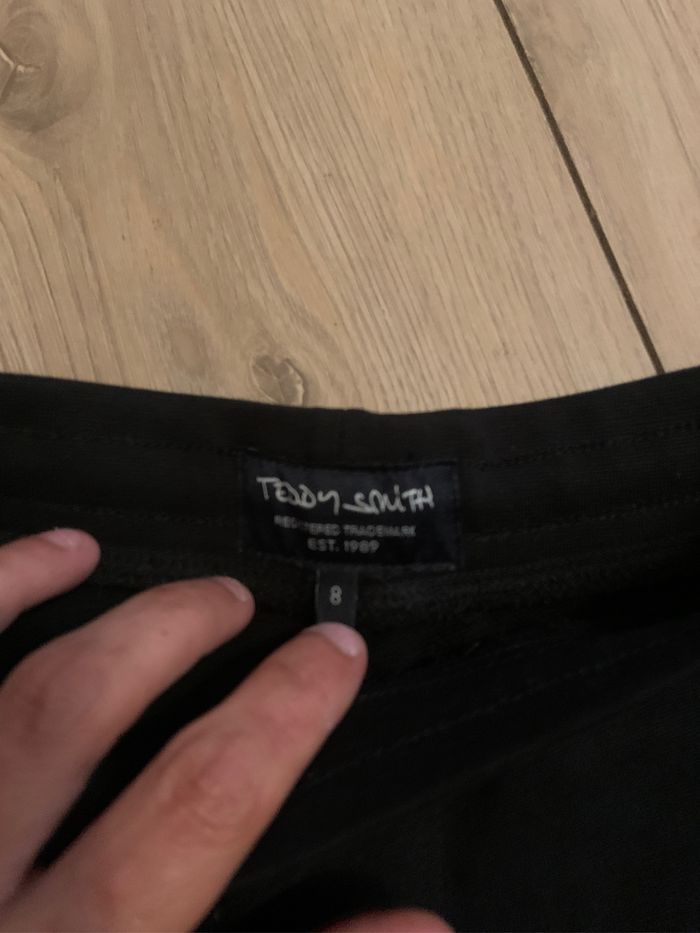 TEDDY SMITH
REGISTERED TRADEMARK
EST. 1989
8